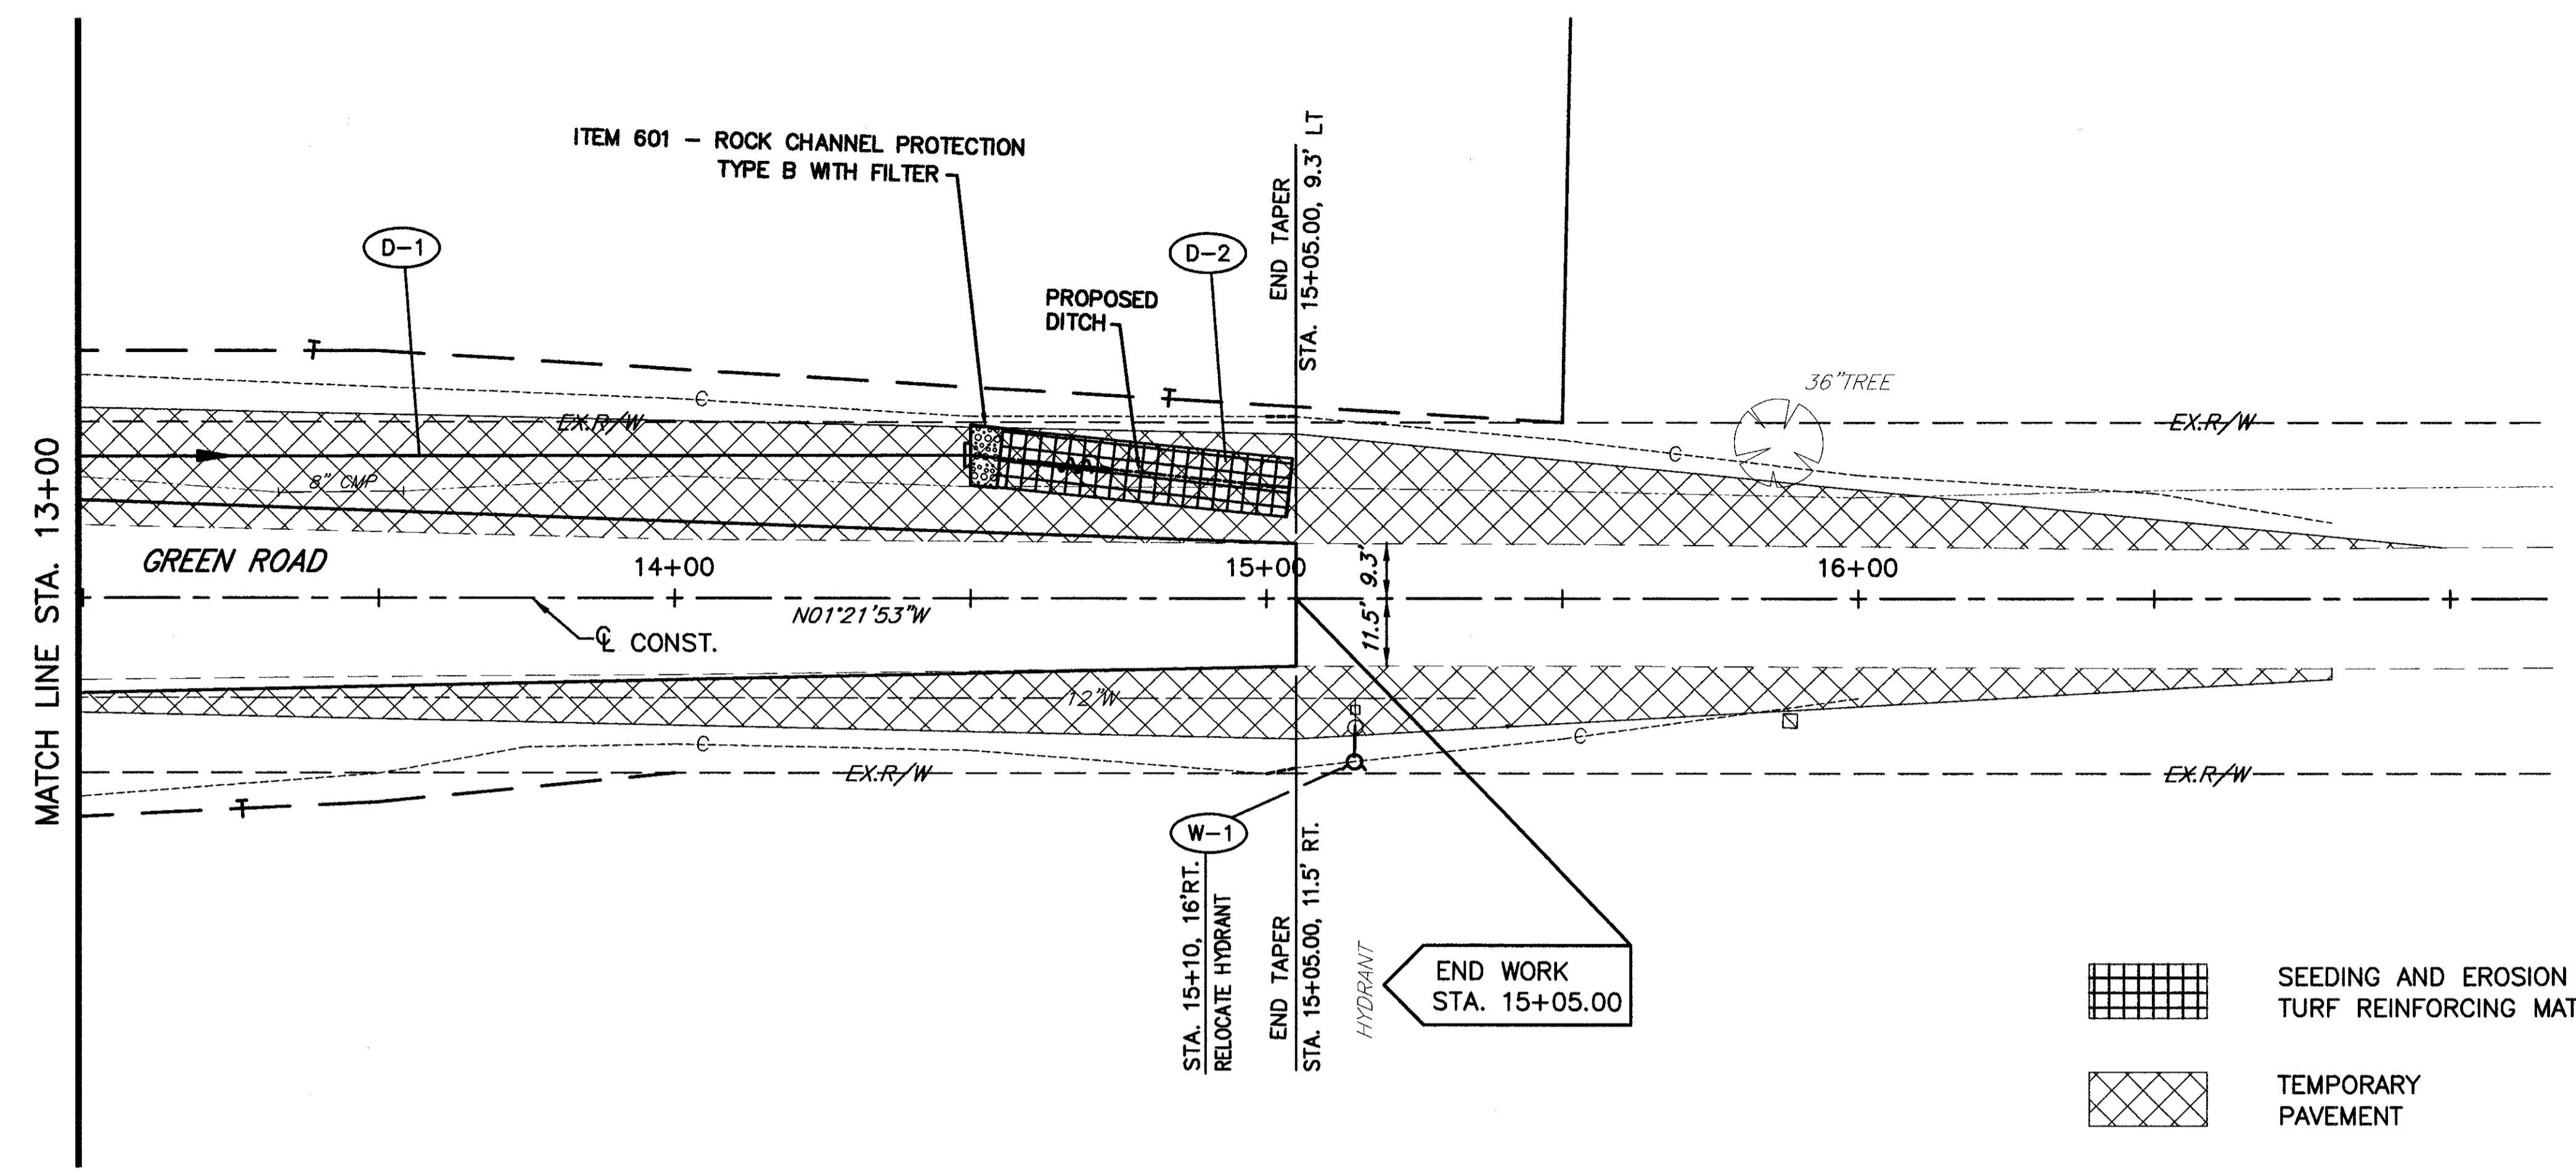 ITEM 601 – ROCK CHANNEL PROTECTION
TYPE B WITH FILTER
D–1
D–2
PROPOSED
DITCH
END TAPER
STA. 15+05.00, 9.3' LT
T
T
C
36"TREE
EX.R/W
EX.R/W
C
8" CMP
MATCH LINE STA. 13+00
GREEN ROAD
14+00
15+00
16+00
9.3'
11.5'
N01°21'53"W
℄ CONST.
12"W
C
C
EX.R/W
EX.R/W
T
W–1
STA. 15+10, 16'RT.
RELOCATE HYDRANT
END TAPER
STA. 15+05.00, 11.5' RT.
HYDRANT
END WORK
STA. 15+05.00
SEEDING AND EROSION
TURF REINFORCING MAT
TEMPORARY
PAVEMENT